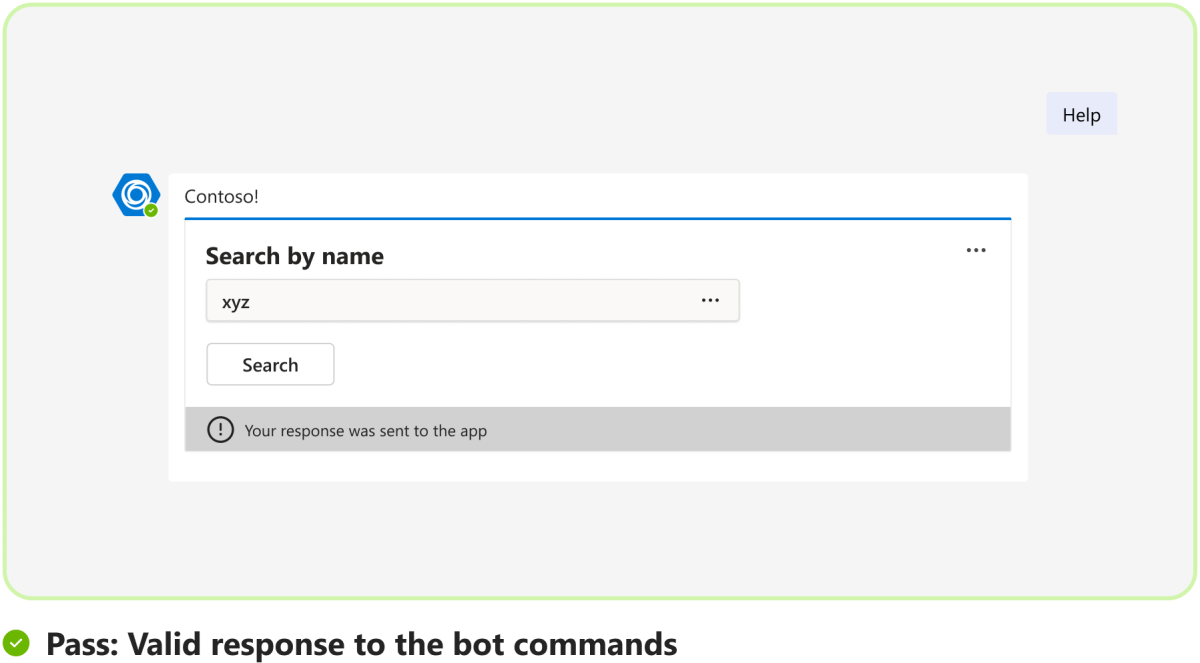 Help
Contoso!
Search by name
xyz
Search
Your response was sent to the app
Pass: Valid response to the bot commands